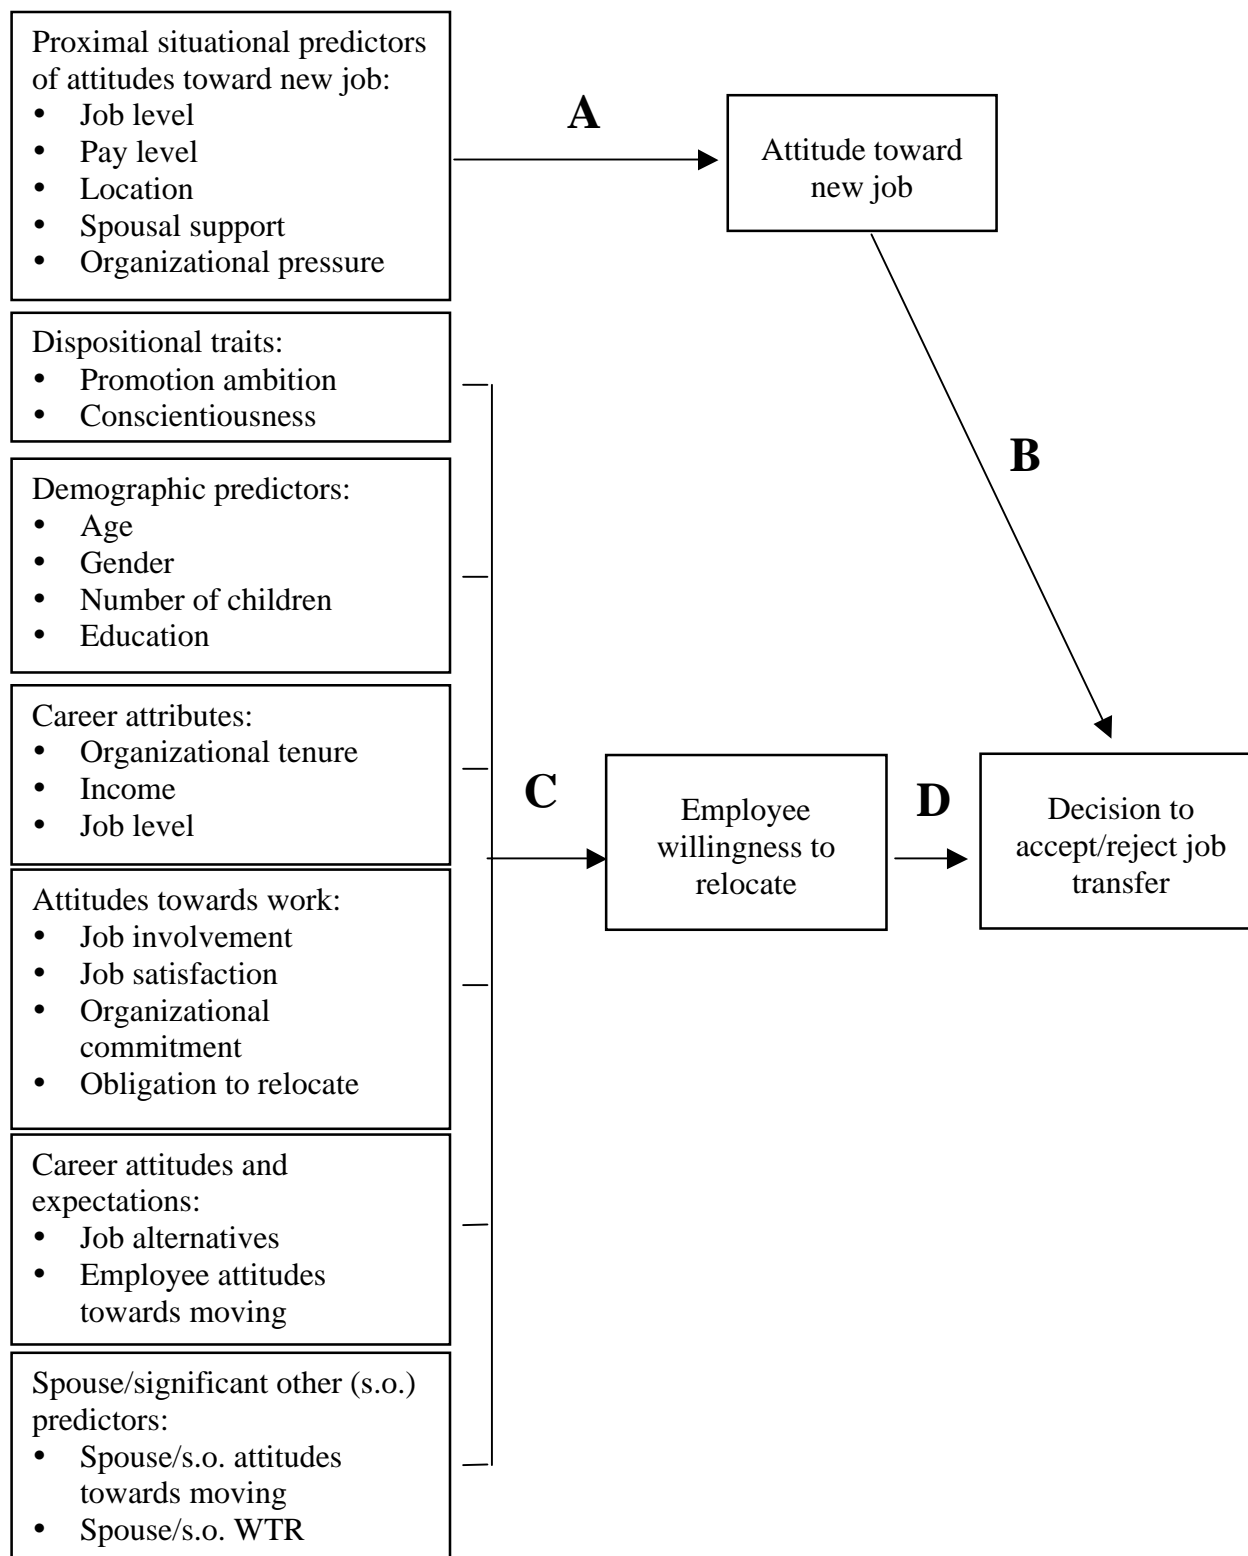 Proximal situational predictors
of attitudes toward new job:
• Job level
• Pay level
• Location
• Spousal support
• Organizational pressure
A
Attitude toward
new job
Dispositional traits:
• Promotion ambition
• Conscientiousness
B
Demographic predictors:
• Age
• Gender
• Number of children
• Education
Career attributes:
• Organizational tenure
• Income
• Job level
C
Employee
willingness to
relocate
D
Decision to
accept/reject job
transfer
Attitudes towards work:
• Job involvement
• Job satisfaction
• Organizational
commitment
• Obligation to relocate
Career attitudes and
expectations:
• Job alternatives
• Employee attitudes
towards moving
Spouse/significant other (s.o.)
predictors:
• Spouse/s.o. attitudes
towards moving
• Spouse/s.o. WTR